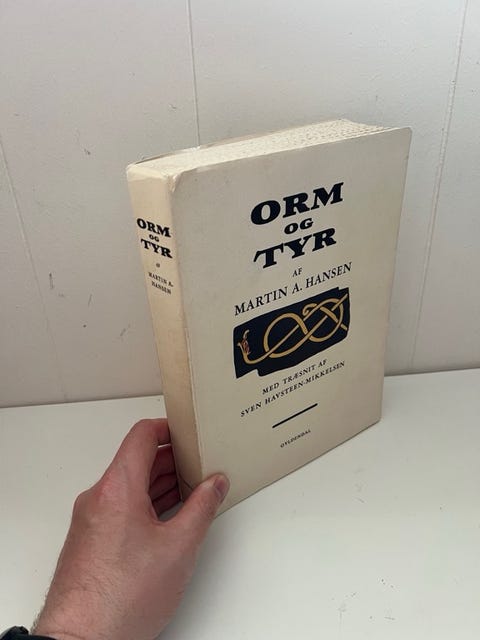 ORM
OG
TYR
AF
MARTIN A. HANSEN
MED TRÆSNIT AF
SVEN HAVSTEEN-MIKKELSEN
GYLDENDAL
ORM
OG
TYR
MARTIN A.
HANSEN